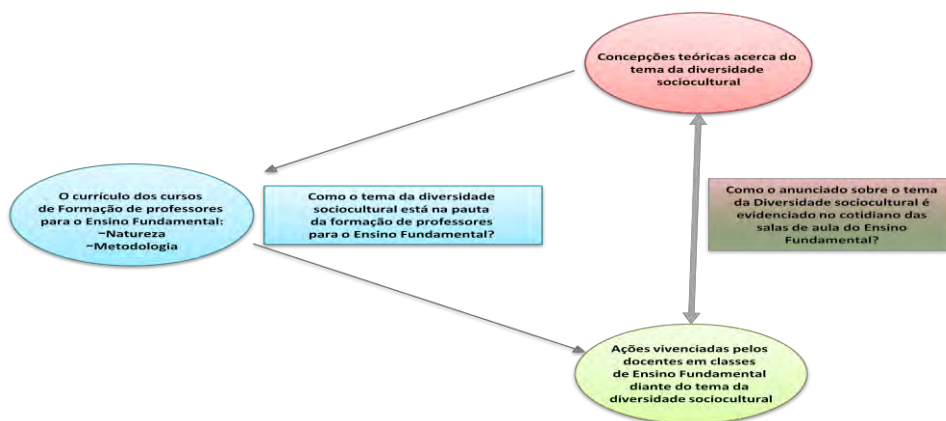 Concepções teóricas acerca do
tema da diversidade
sociocultural
O currículo dos cursos
de Formação de professores
para o Ensino Fundamental:
~Natureza
~Metodologia
Como o tema da diversidade
sociocultural está na pauta
da formação de professores
para o Ensino Fundamental?
Como o anunciado sobre o tema
da Diversidade sociocultural é
evidenciado no cotidiano das
salas de aula do Ensino
Fundamental?
Ações vivenciadas pelos
docentes em classes
de Ensino Fundamental
diante do tema da
diversidade sociocultural